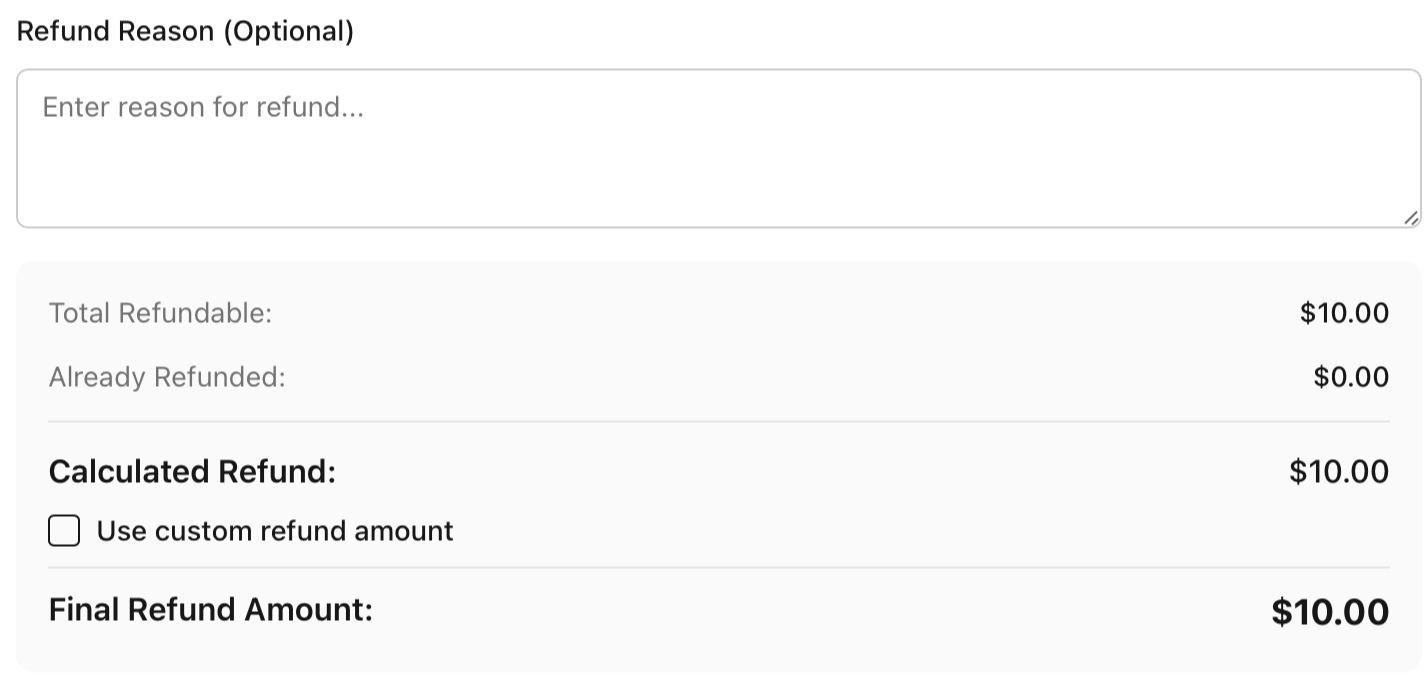 Refund Reason (Optional)
Enter reason for refund...
Total Refundable: $10.00
Already Refunded: $0.00
Calculated Refund: $10.00
Use custom refund amount
Final Refund Amount: $10.00